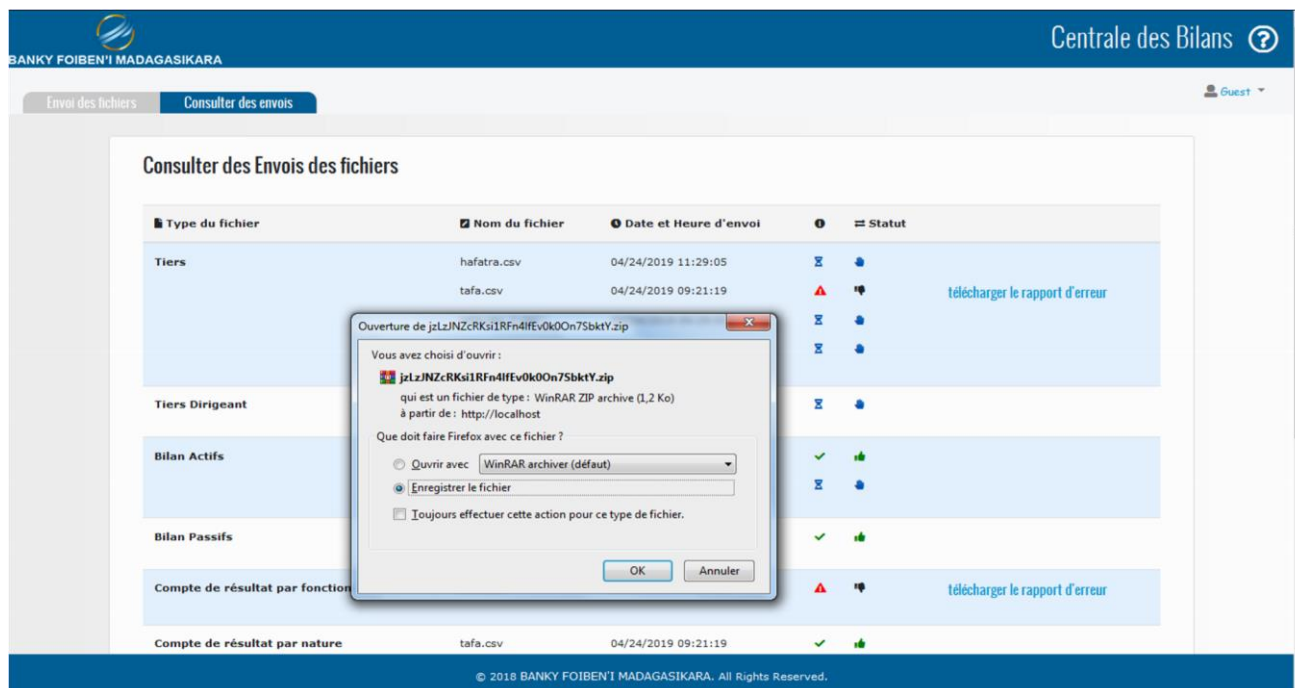 Centrale des Bilans ?
BANKY FOIBEN'I MADAGASIKARA
Envoi des fichiers Consulter des envois
Guest
Consulter des Envois des fichiers
Type du fichier Nom du fichier Date et Heure d'envoi Statut
Tiers hafatra.csv 04/24/2019 11:29:05
tafa.csv 04/24/2019 09:21:19 télécharger le rapport d'erreur
Ouverture de jzLzJNZcRKsi1RFn4lfEv0k0On7SbktY.zip
Vous avez choisi d'ouvrir :
jzLzJNZcRKsi1RFn4lfEv0k0On7SbktY.zip
qui est un fichier de type : WinRAR ZIP archive (1,2 Ko)
à partir de : http://localhost
Que doit faire Firefox avec ce fichier ?
Ouvrir avec WinRAR archiver (défaut)
Enregistrer le fichier
Toujours effectuer cette action pour ce type de fichier.
OK Annuler
Tiers Dirigeant
Bilan Actifs
Bilan Passifs
Compte de résultat par fonction télécharger le rapport d'erreur
Compte de résultat par nature tafa.csv 04/24/2019 09:21:19
© 2018 BANKY FOIBEN'I MADAGASIKARA. All Rights Reserved.